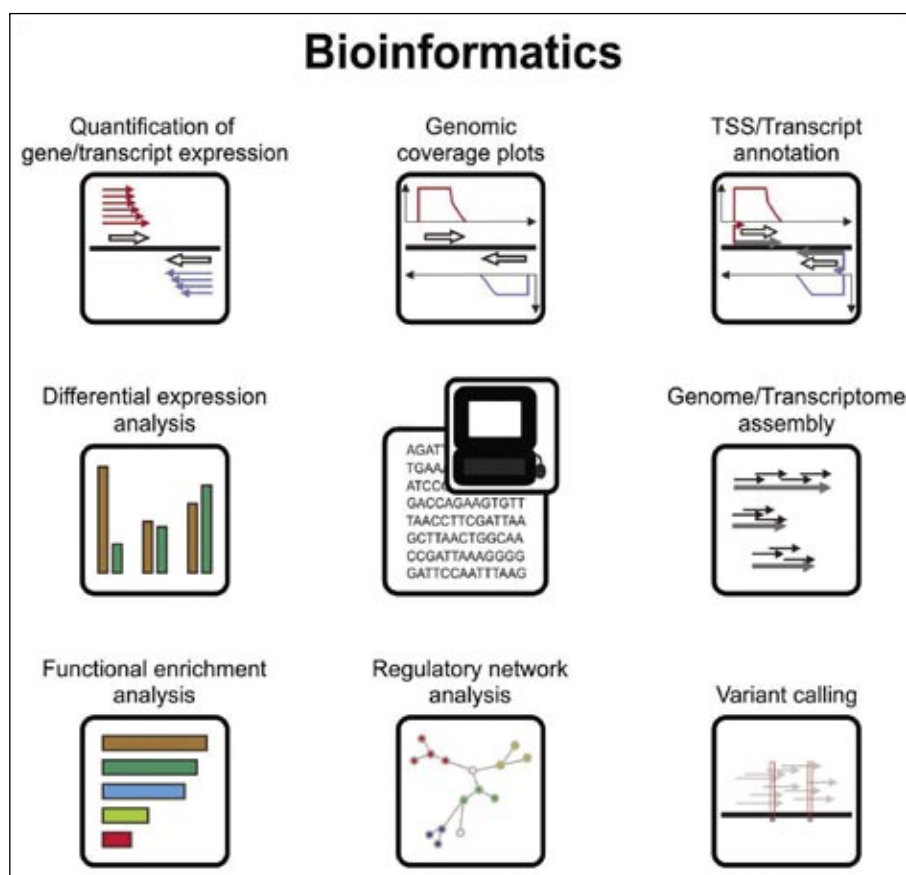 Bioinformatics
Quantification of
gene/transcript expression
Genomic
coverage plots
TSS/Transcript
annotation
Differential expression
analysis
AGATT
TGAA
ATCC
GACCAGAAGTGTT
TAACCTTCGATTAA
GCTTAACTGGCAA
CCGATTAAAGGGG
GATTCCAATTTAAG
Genome/Transcriptome
assembly
Functional enrichment
analysis
Regulatory network
analysis
Variant calling